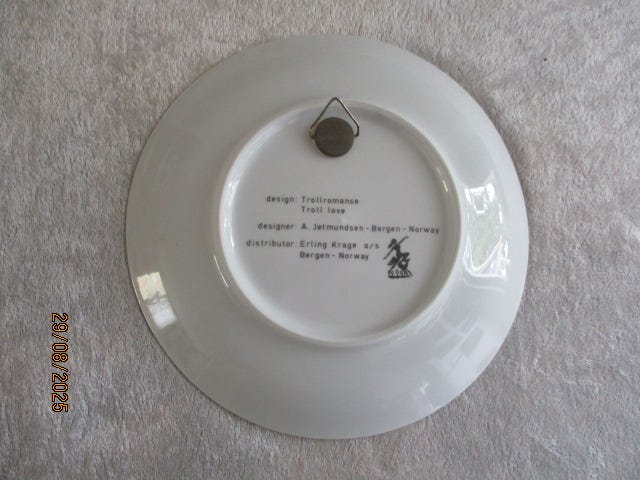 design: Trollromanse
Troll love
designer: A. Jetmundsen - Bergen - Norway
distributor: Erling Krage a/s
Bergen - Norway
29/08/2025